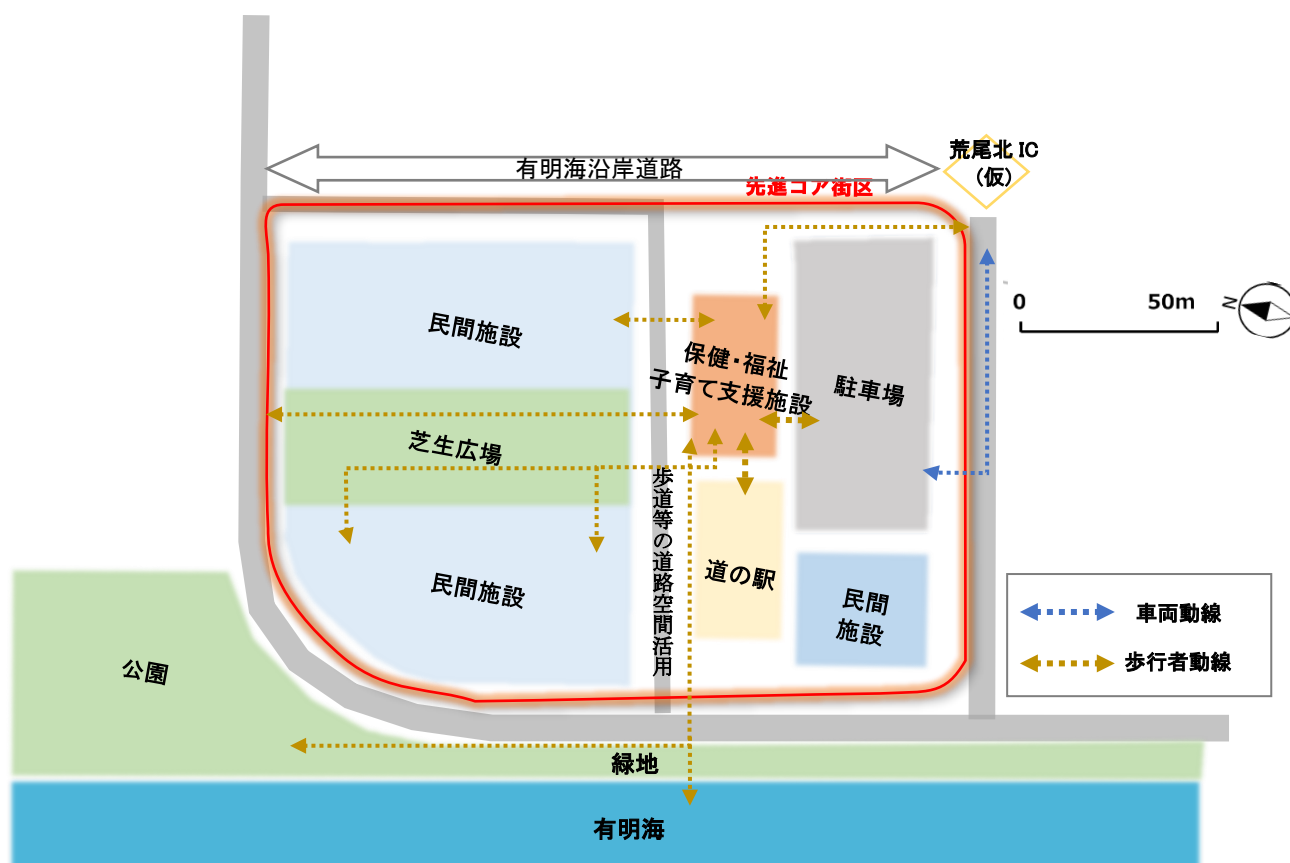 荒尾北 IC
（仮）
有明海沿岸道路
先進コア街区
民間施設
保健・福祉
子育て支援施設
駐車場
0
50m
N
芝生広場
歩道等の道路空間活用
民間施設
道の駅
民間
施設
車両動線
歩行者動線
公園
緑地
有明海